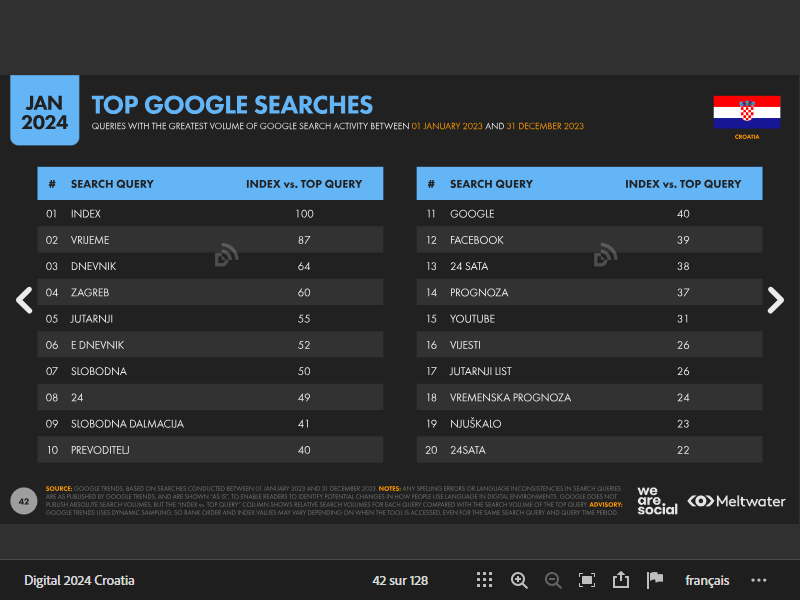 JAN
2024
TOP GOOGLE SEARCHES
QUERIES WITH THE GREATEST VOLUME OF GOOGLE SEARCH ACTIVITY BETWEEN 01 JANUARY 2023 AND 31 DECEMBER 2023
CROATIA
# SEARCH QUERY INDEX vs. TOP QUERY
01 INDEX 100
02 VRIJEME 87
03 DNEVNIK 64
04 ZAGREB 60
05 JUTARNJI 55
06 E DNEVNIK 52
07 SLOBODNA 50
08 24 49
09 SLOBODNA DALMACIJA 41
10 PREVODITELJ 40
# SEARCH QUERY INDEX vs. TOP QUERY
11 GOOGLE 40
12 FACEBOOK 39
13 24 SATA 38
14 PROGNOZA 37
15 YOUTUBE 31
16 VIJESTI 26
17 JUTARNJI LIST 26
18 VREMENSKA PROGNOZA 24
19 NJUŠKALO 23
20 24SATA 22
42
SOURCE: GOOGLE TRENDS, BASED ON SEARCHES CONDUCTED BETWEEN 01 JANUARY 2023 AND 31 DECEMBER 2023. NOTES: ANY SPELLING ERRORS OR LANGUAGE INCONSISTENCIES IN SEARCH QUERIES
ARE AS PUBLISHED BY GOOGLE TRENDS, AND ARE SHOWN "AS IS", TO ENABLE READERS TO IDENTIFY POTENTIAL CHANGES IN HOW PEOPLE USE LANGUAGE IN DIGITAL ENVIRONMENTS. GOOGLE DOES NOT
PUBLISH ABSOLUTE SEARCH VOLUMES, BUT THE "INDEX vs. TOP QUERY" COLUMN SHOWS RELATIVE SEARCH VOLUMES FOR EACH QUERY COMPARED WITH THE SEARCH VOLUME OF THE TOP QUERY. ADVISORY:
GOOGLE TRENDS USES DYNAMIC SAMPLING, SO RANK ORDER AND INDEX VALUES MAY VARY DEPENDING ON WHEN THE TOOL IS ACCESSED, EVEN FOR THE SAME SEARCH QUERY AND QUERY TIME PERIOD.
we
are.
social
Meltwater
Digital 2024 Croatia
42 sur 128
français